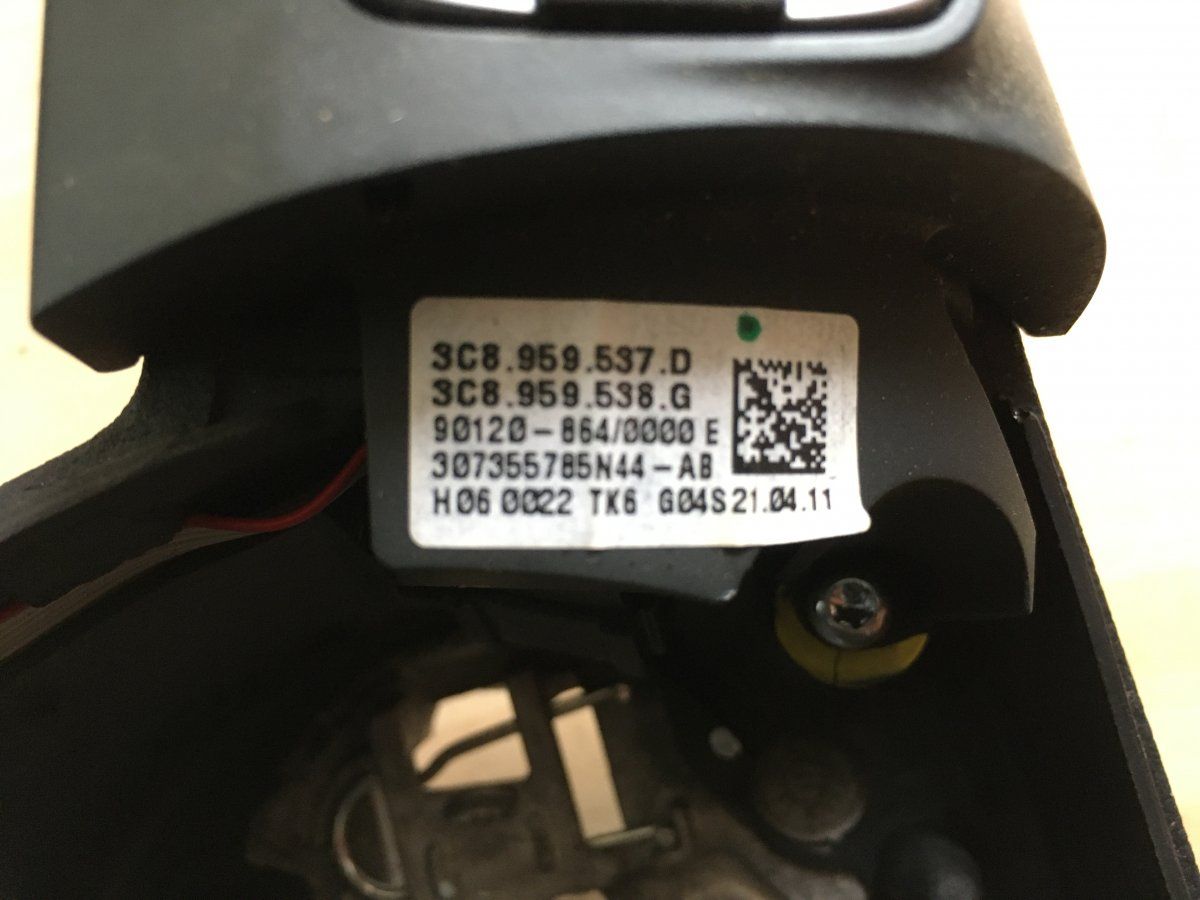 3C8.959.537.D
3C8.959.538.G
90120-864/0000 E
307355785N44-AB
H06 0022 TK6 G04S 21.04.11